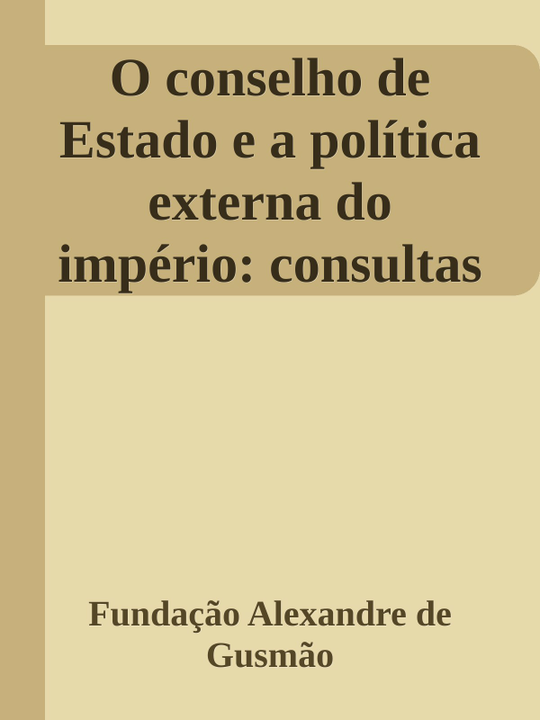 O conselho de
Estado e a política
externa do
império: consultas
Fundação Alexandre de
Gusmão